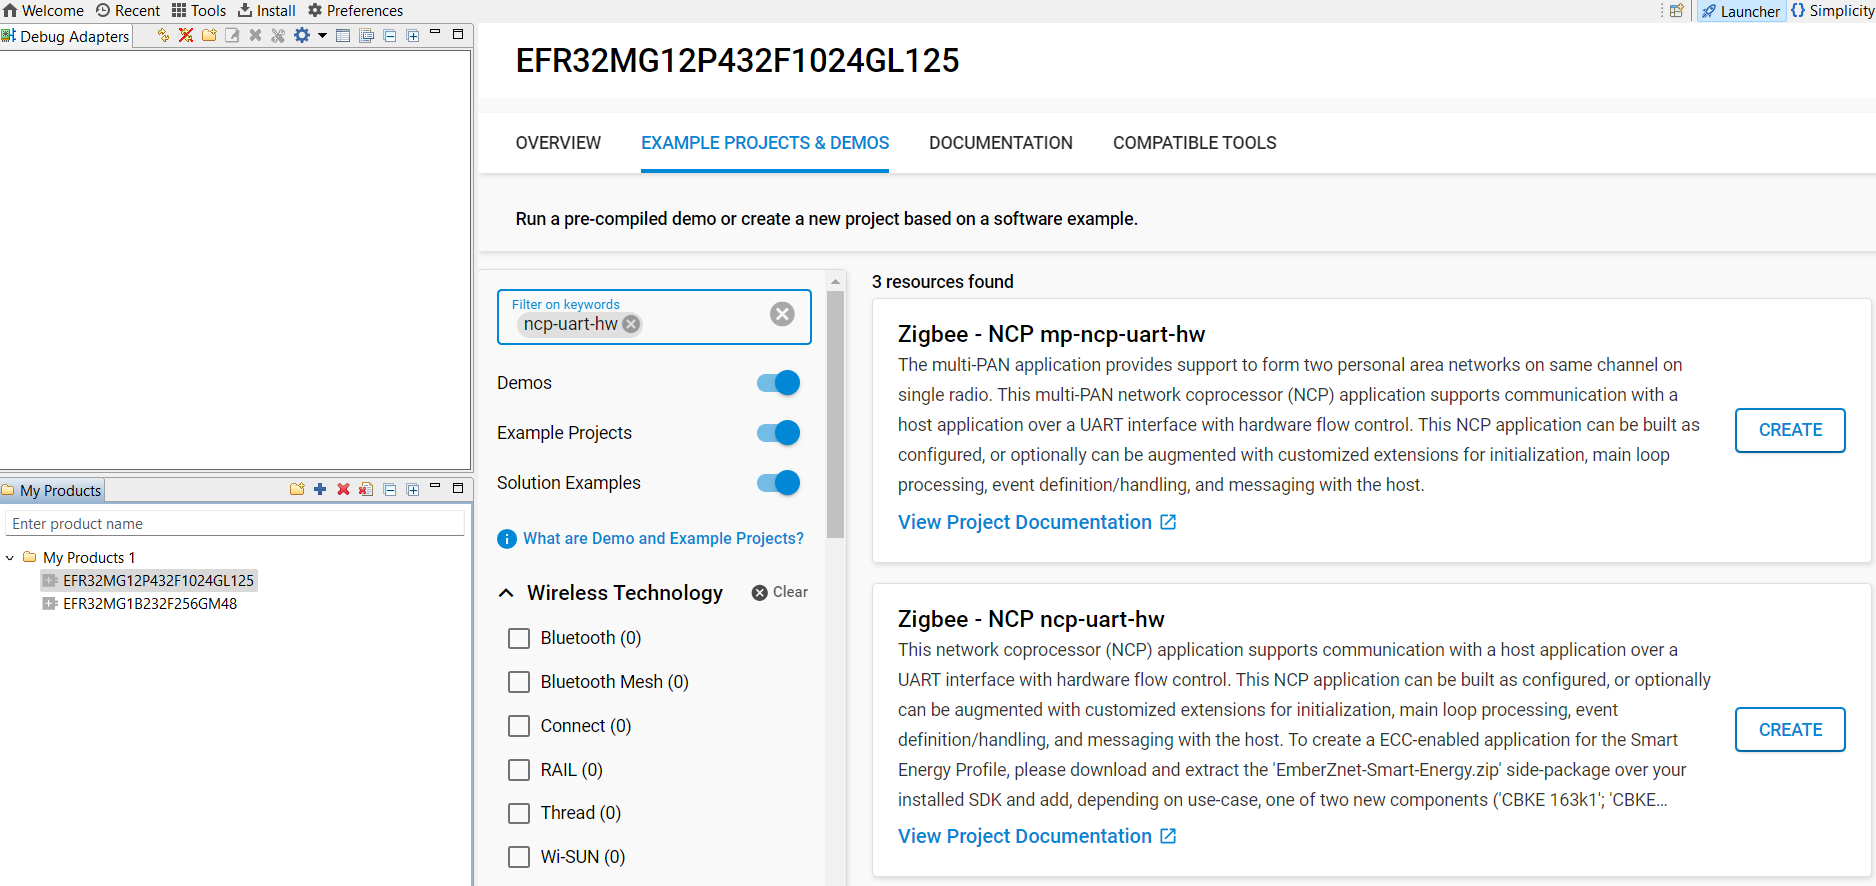 Welcome Recent Tools Install Preferences
Launcher Simplicity
Debug Adapters
EFR32MG12P432F1024GL125
OVERVIEW EXAMPLE PROJECTS & DEMOS DOCUMENTATION COMPATIBLE TOOLS
Run a pre-compiled demo or create a new project based on a software example.
My Products
Enter product name
My Products 1
EFR32MG12P432F1024GL125
EFR32MG1B232F256GM48
Filter on keywords
ncp-uart-hw
Demos
Example Projects
Solution Examples
What are Demo and Example Projects?
Wireless Technology
Clear
Bluetooth (0)
Bluetooth Mesh (0)
Connect (0)
RAIL (0)
Thread (0)
Wi-SUN (0)
3 resources found
Zigbee - NCP mp-ncp-uart-hw
The multi-PAN application provides support to form two personal area networks on same channel on
single radio. This multi-PAN network coprocessor (NCP) application supports communication with a
host application over a UART interface with hardware flow control. This NCP application can be built as
configured, or optionally can be augmented with customized extensions for initialization, main loop
processing, event definition/handling, and messaging with the host.
View Project Documentation
CREATE
Zigbee - NCP ncp-uart-hw
This network coprocessor (NCP) application supports communication with a host application over a
UART interface with hardware flow control. This NCP application can be built as configured, or optionally
can be augmented with customized extensions for initialization, main loop processing, event
definition/handling, and messaging with the host. To create a ECC-enabled application for the Smart
Energy Profile, please download and extract the 'EmberZnet-Smart-Energy.zip' side-package over your
installed SDK and add, depending on use-case, one of two new components ('CBKE 163k1'; 'CBKE…
View Project Documentation
CREATE